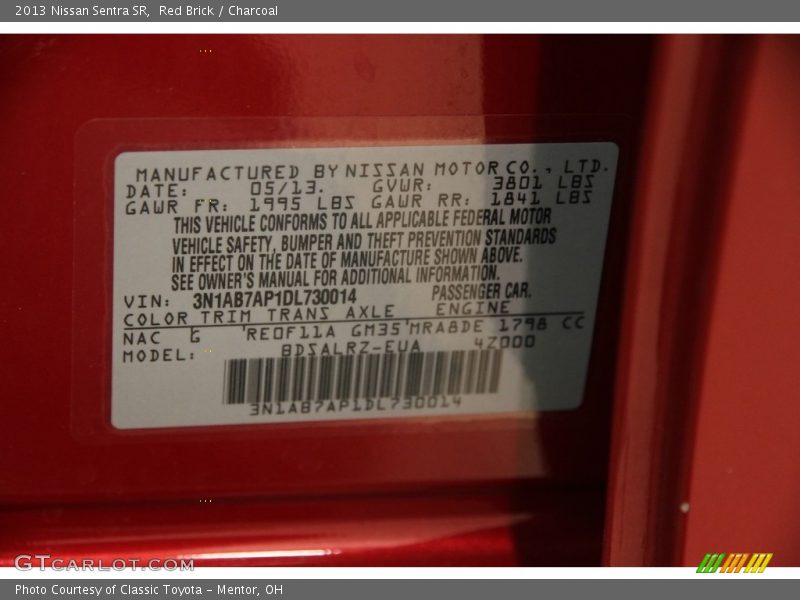 2013 Nissan Sentra SR,  Red Brick / Charcoal
MANUFACTURED BY NISSAN MOTOR CO., LTD.
DATE: 05/13. GVWR: 3801 LBS
GAWR FR: 1995 LBS GAWR RR: 1841 LBS
THIS VEHICLE CONFORMS TO ALL APPLICABLE FEDERAL MOTOR
VEHICLE SAFETY, BUMPER AND THEFT PREVENTION STANDARDS
IN EFFECT ON THE DATE OF MANUFACTURE SHOWN ABOVE.
SEE OWNER'S MANUAL FOR ADDITIONAL INFORMATION.
VIN: 3N1AB7AP1DL730014 PASSENGER CAR.
COLOR TRIM TRANS AXLE ENGINE
NAC G 'RE0F11A GM35'MRA8DE 1798 CC
MODEL: BDSALRZ-EUA 4Z000
3N1AB7AP1DL730014
GTCARLOT.COM
Photo Courtesy of Classic Toyota - Mentor, OH